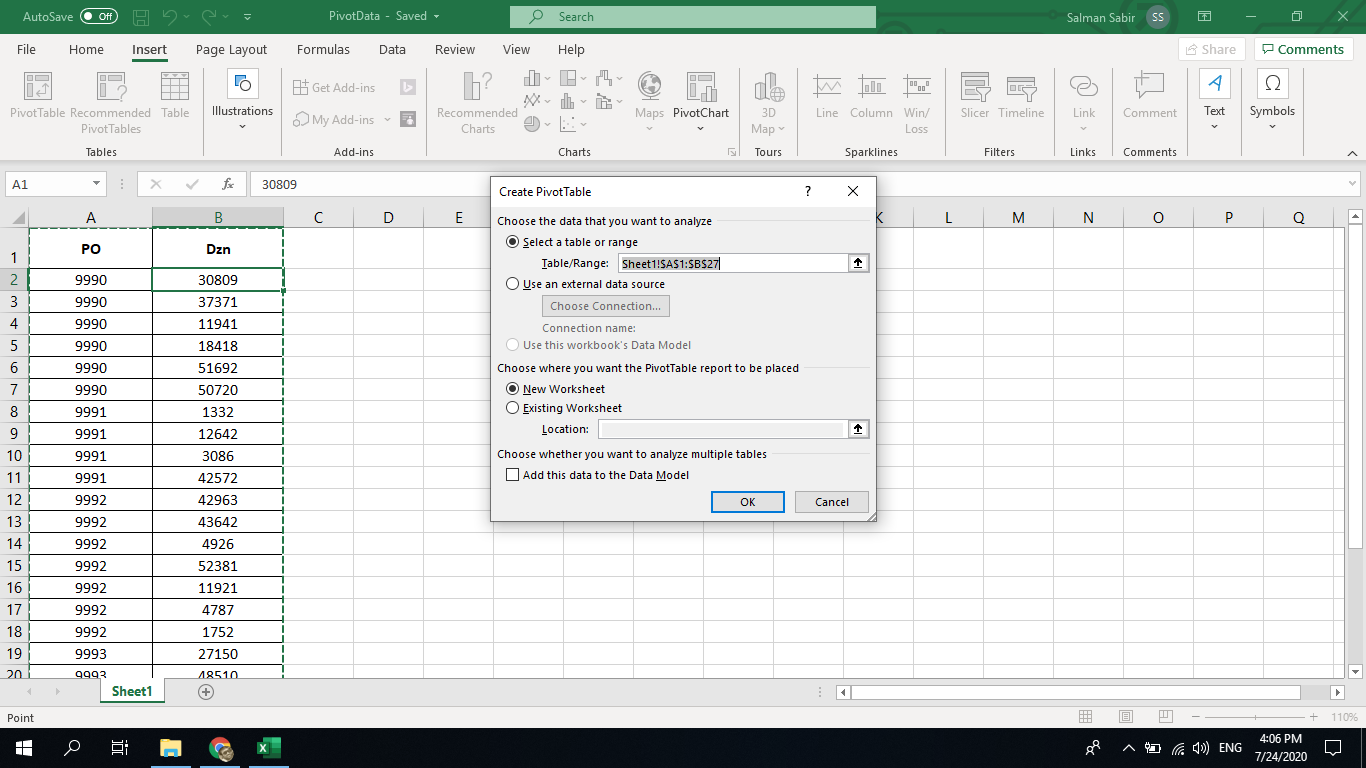 AutoSave Off PivotData - Saved Search Salman Sabir SS
File Home Insert Page Layout Formulas Data Review View Help Share Comments
PivotTable Recommended PivotTables Table Illustrations Get Add-ins My Add-ins Recommended Charts Maps PivotChart 3D Map Line Column Win/ Loss Slicer Timeline Link Comment Text Symbols
Tables Add-ins Charts Tours Sparklines Filters Links Comments
A1 fx 30809
A B C D E K L M N O P Q
1 PO Dzn
2 9990 30809
3 9990 37371
4 9990 11941
5 9990 18418
6 9990 51692
7 9990 50720
8 9991 1332
9 9991 12642
10 9991 3086
11 9991 42572
12 9992 42963
13 9992 43642
14 9992 4926
15 9992 52381
16 9992 11921
17 9992 4787
18 9992 1752
19 9993 27150
20 9993 48510
Create PivotTable ?
Choose the data that you want to analyze
Select a table or range
Table/Range: Sheet1!$A$1:$B$27
Use an external data source
Choose Connection...
Connection name:
Use this workbook's Data Model
Choose where you want the PivotTable report to be placed
New Worksheet
Existing Worksheet
Location:
Choose whether you want to analyze multiple tables
Add this data to the Data Model
OK Cancel
Sheet1
Point 110%
ENG 4:06 PM
7/24/2020